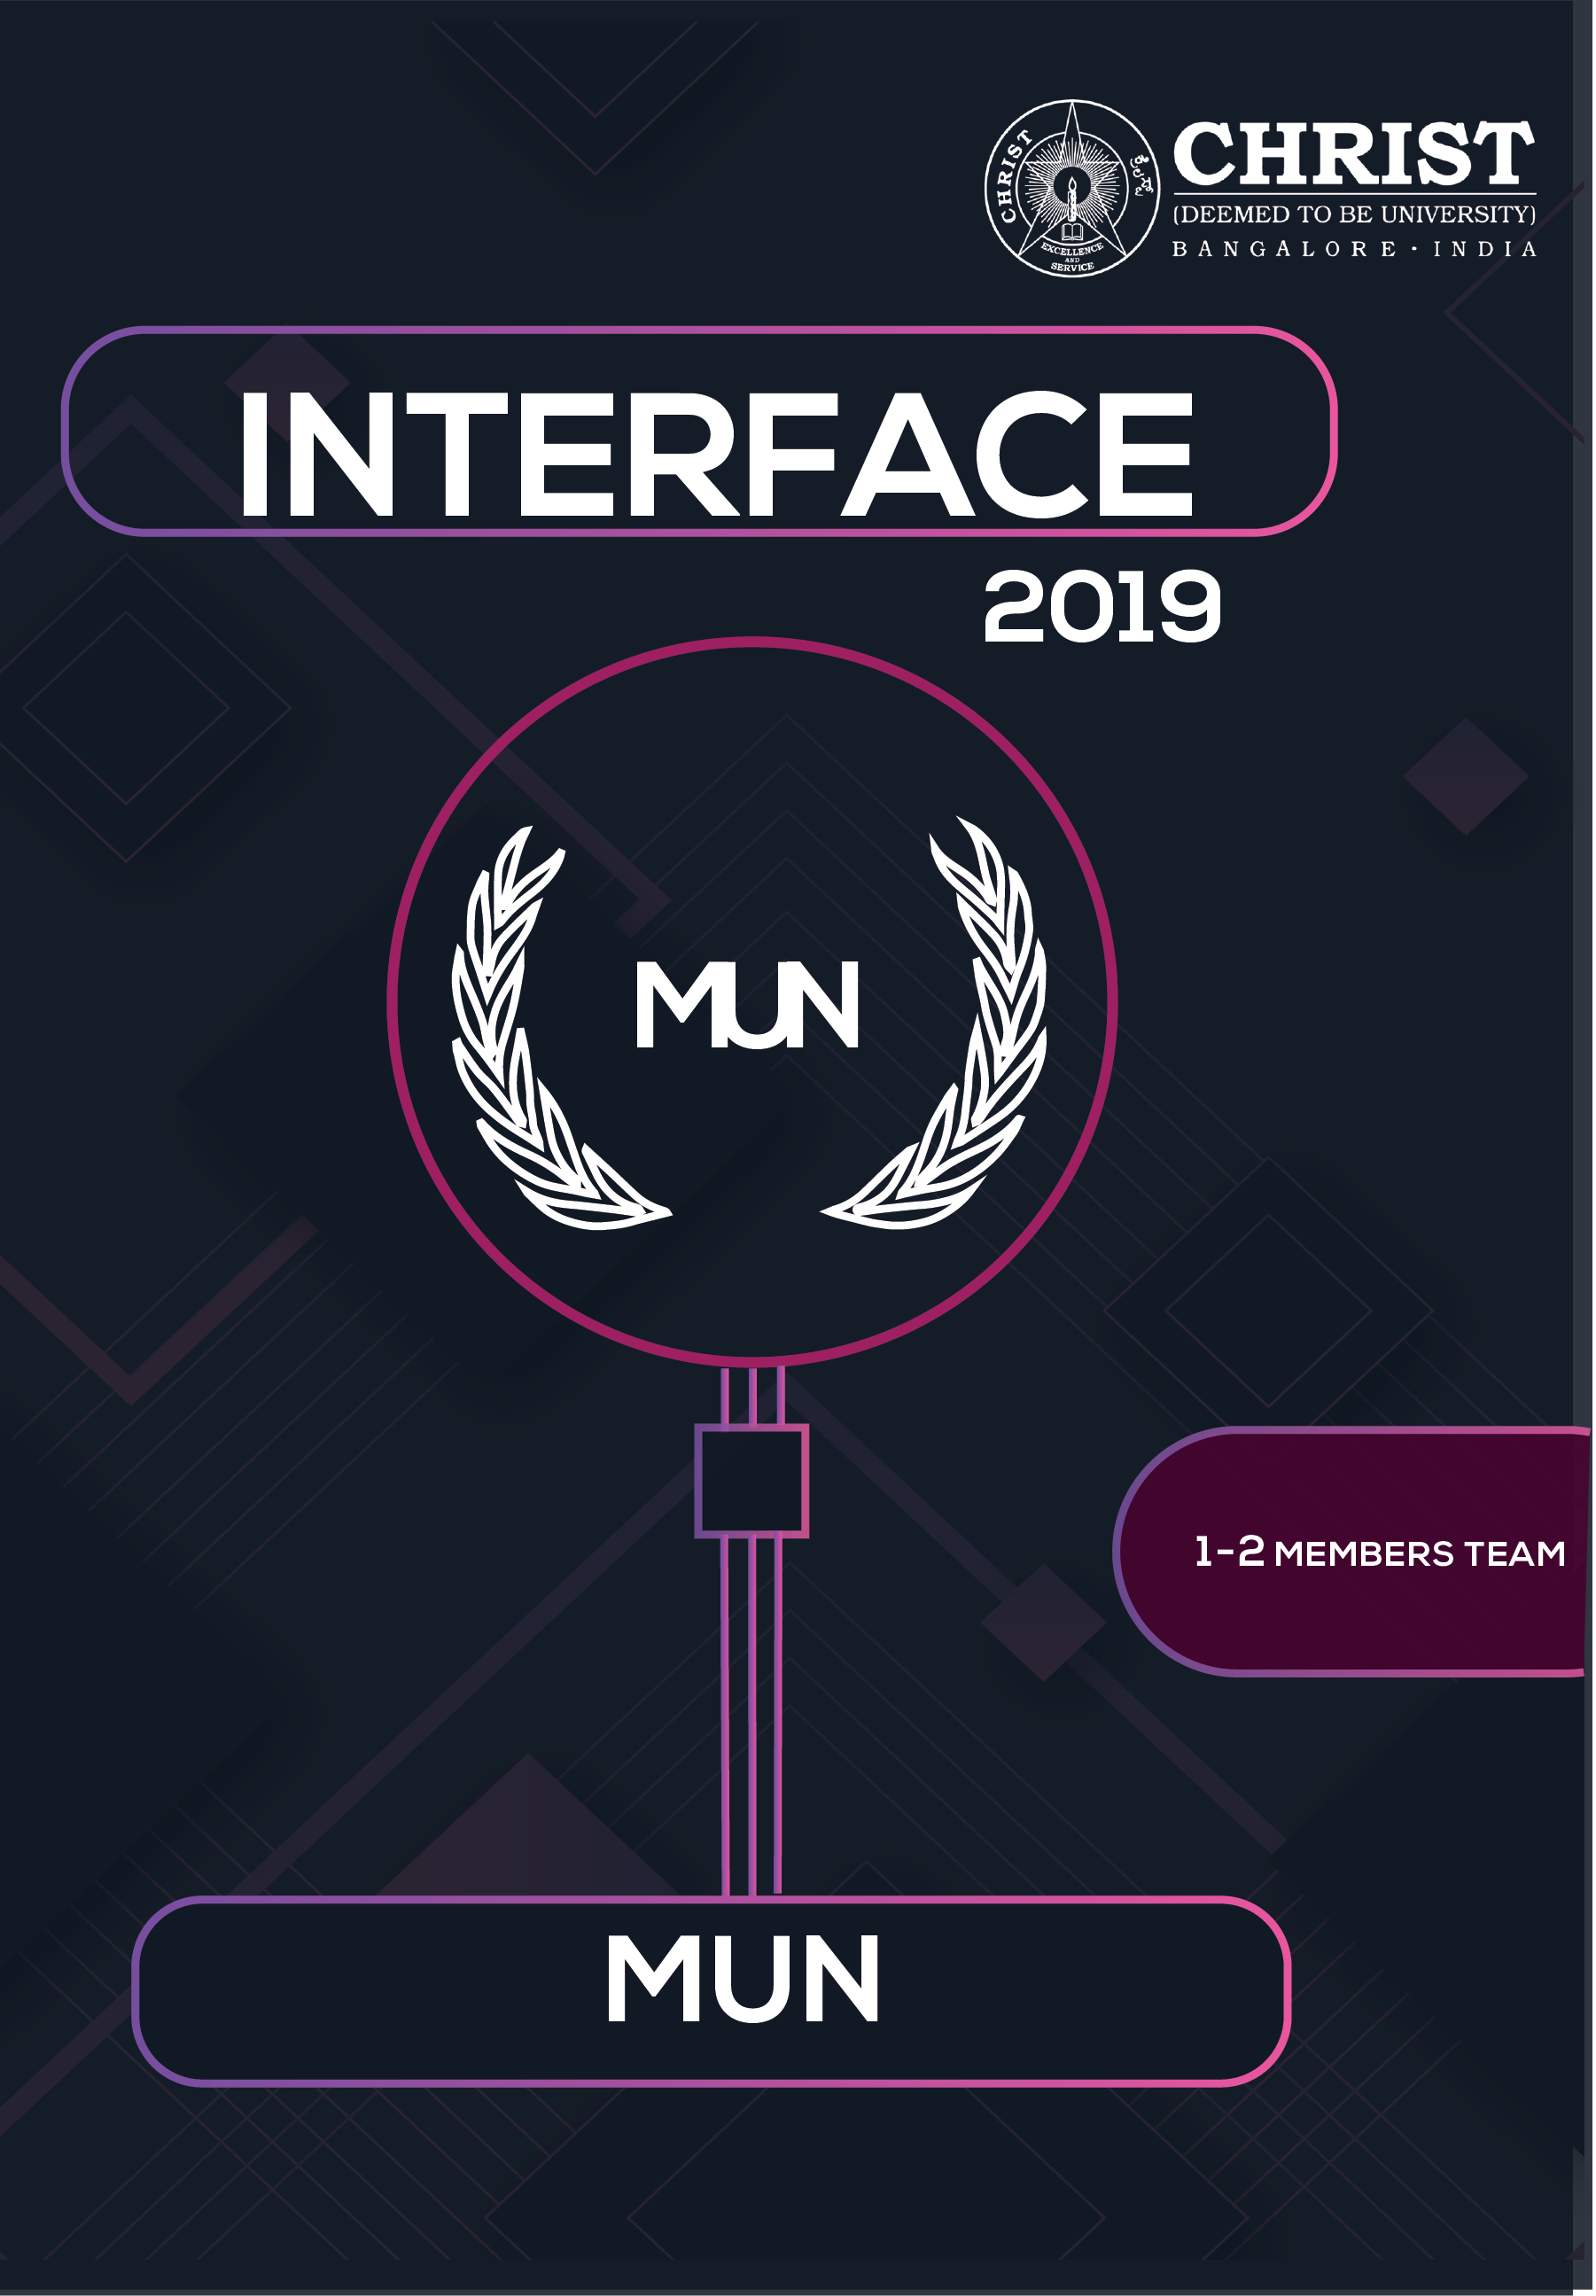 CHRIST
(DEEMED TO BE UNIVERSITY)
BANGALORE · INDIA
CHRIST
EXCELLENCE
AND
SERVICE
INTERFACE
2019
MUN
1-2 MEMBERS TEAM
MUN